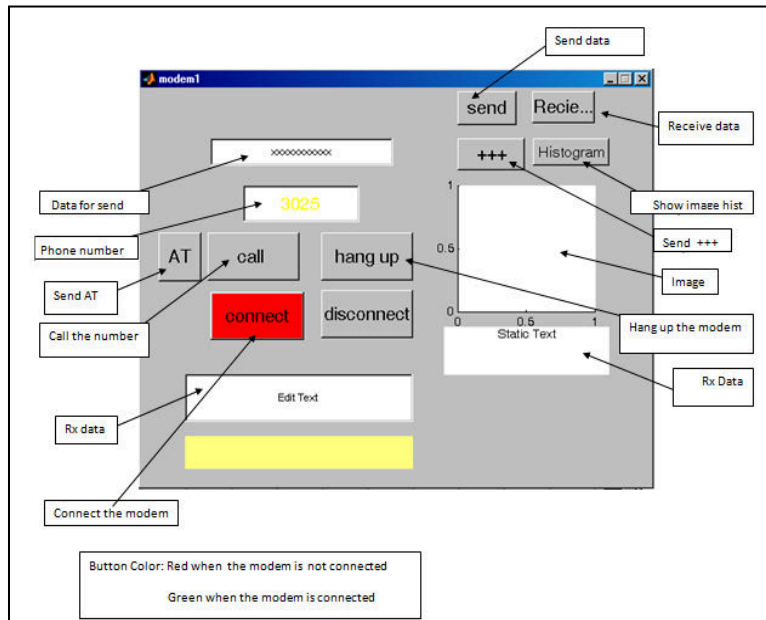 Send data
modem1
send
Recie...
Receive data
xxxxxxxxxxx
+++
Histogram
Data for send
3025
1
Show image hist
Phone number
Send +++
AT
call
hang up
0.5
Image
Send AT
connect
disconnect
0
0.5
1
Hang up the modem
Call the number
Static Text
Rx Data
Edit Text
Rx data
Connect the modem
Button Color: Red when the modem is not connected
Green when the modem is connected